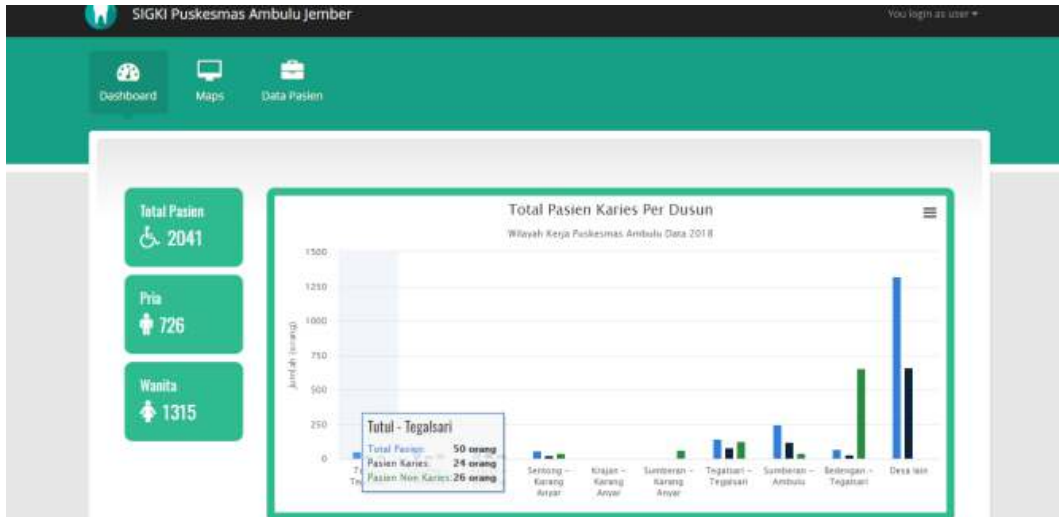 SIGKI Puskesmas Ambulu Jember
You login as user
Dashboard
Maps
Data Pasien
Total Pasien
2041
Pria
726
Wanita
1315
Total Pasien Karies Per Dusun
Wilayah Kerja Puskesmas Ambulu Data 2018
Jumlah (orang)
1500
1250
1000
750
500
250
0
Tutul - Tegalsari
Total Pasien: 50 orang
Pasien Karies: 24 orang
Pasien Non Karies: 26 orang
Sentong - Karang Anyar
Krajan - Karang Anyar
Sumberan - Karang Anyar
Tegalsari - Tegalsari
Sumberan - Ambulu
Tegalsari
Desa lain